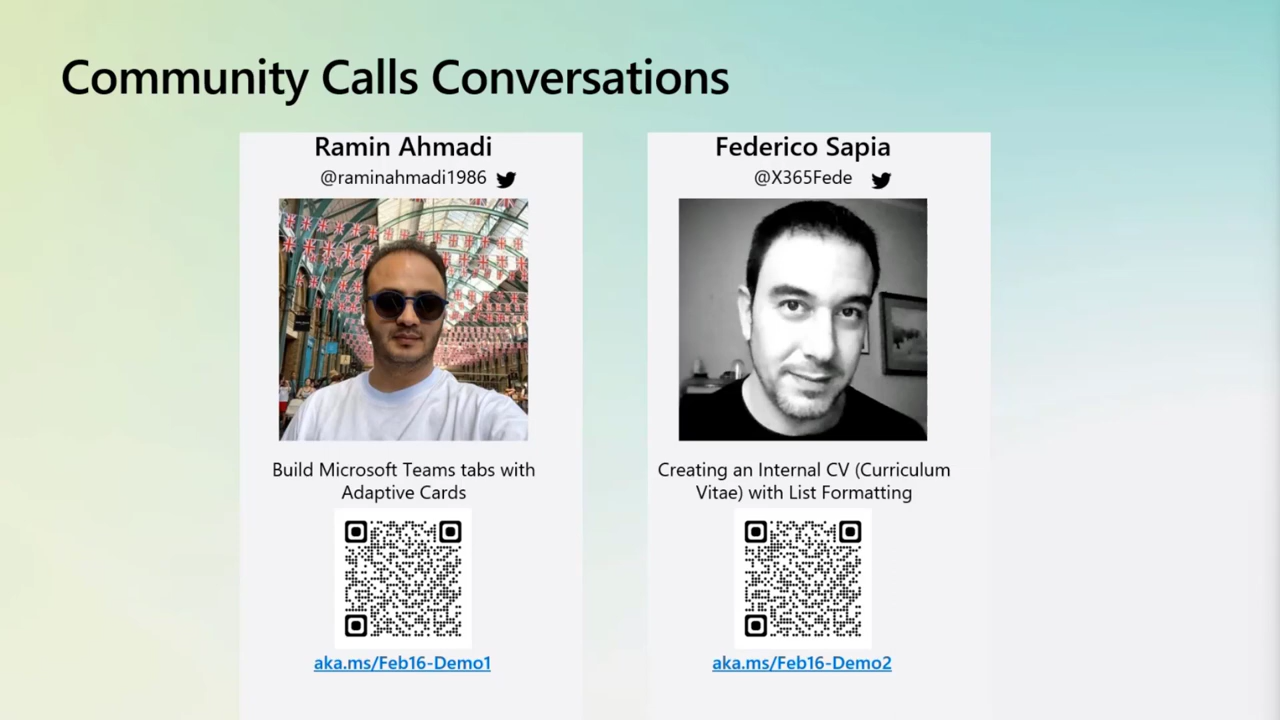 Community Calls Conversations
Ramin Ahmadi
@raminahmadi1986
Build Microsoft Teams tabs with
Adaptive Cards
aka.ms/Feb16-Demo1
Federico Sapia
@X365Fede
Creating an Internal CV (Curriculum
Vitae) with List Formatting
aka.ms/Feb16-Demo2